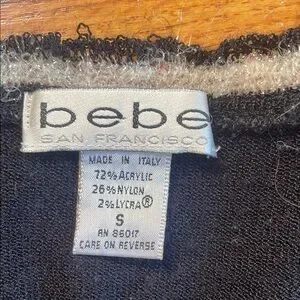 bebe
SAN FRANCISCO
MADE IN ITALY
72% ACRYLIC
26% NYLON
2% LYCRA®
S
RN 86017
CARE ON REVERSE